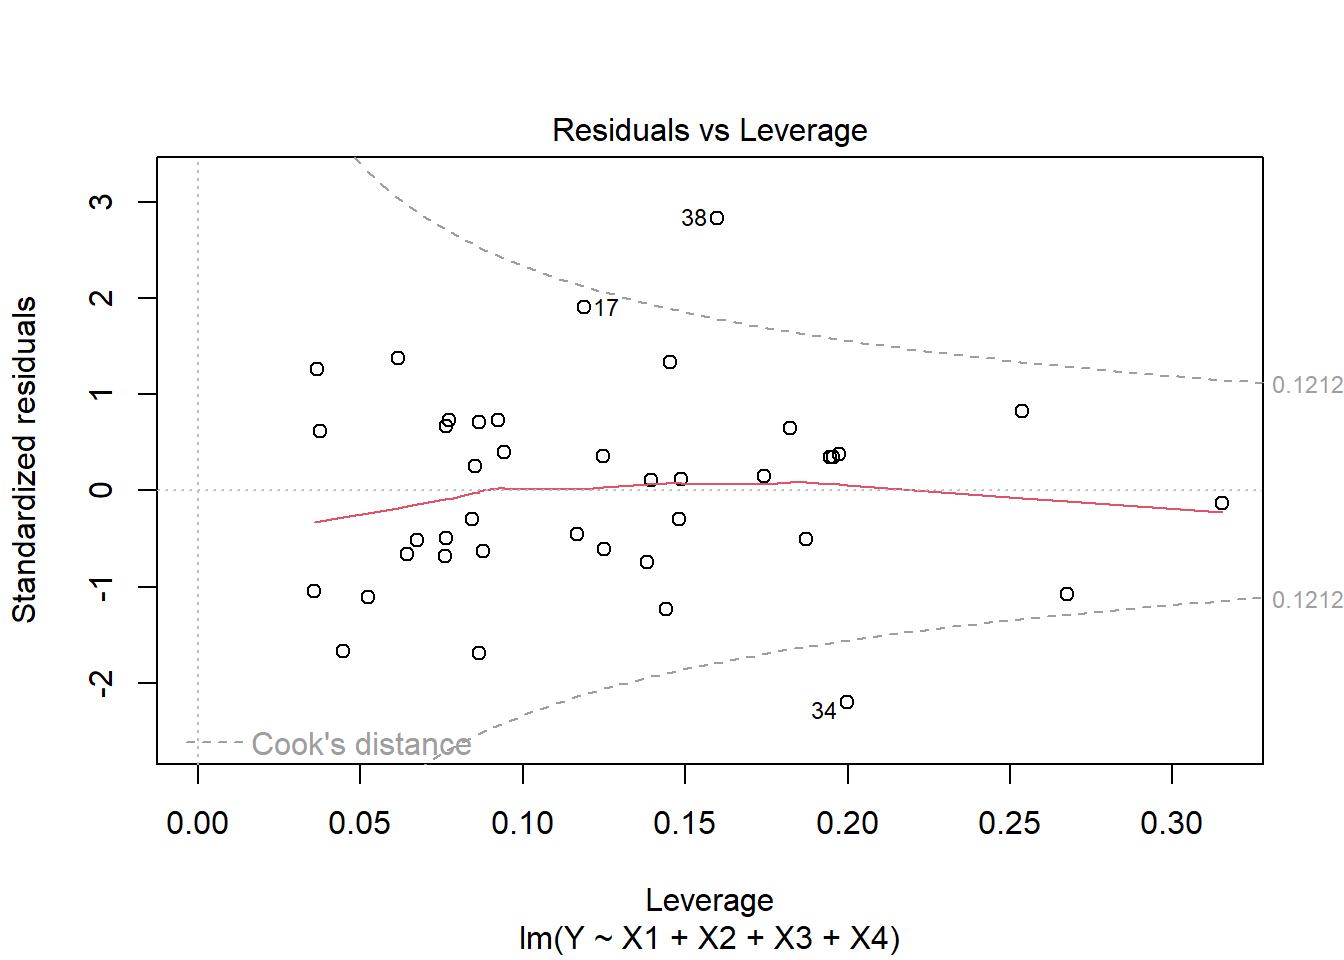 Residuals vs Leverage
Standardized residuals
3
2
1
0
-1
-2
38
17
34
0.1212
0.1212
Cook's distance
0.00 0.05 0.10 0.15 0.20 0.25 0.30
Leverage
lm(Y ~ X1 + X2 + X3 + X4)